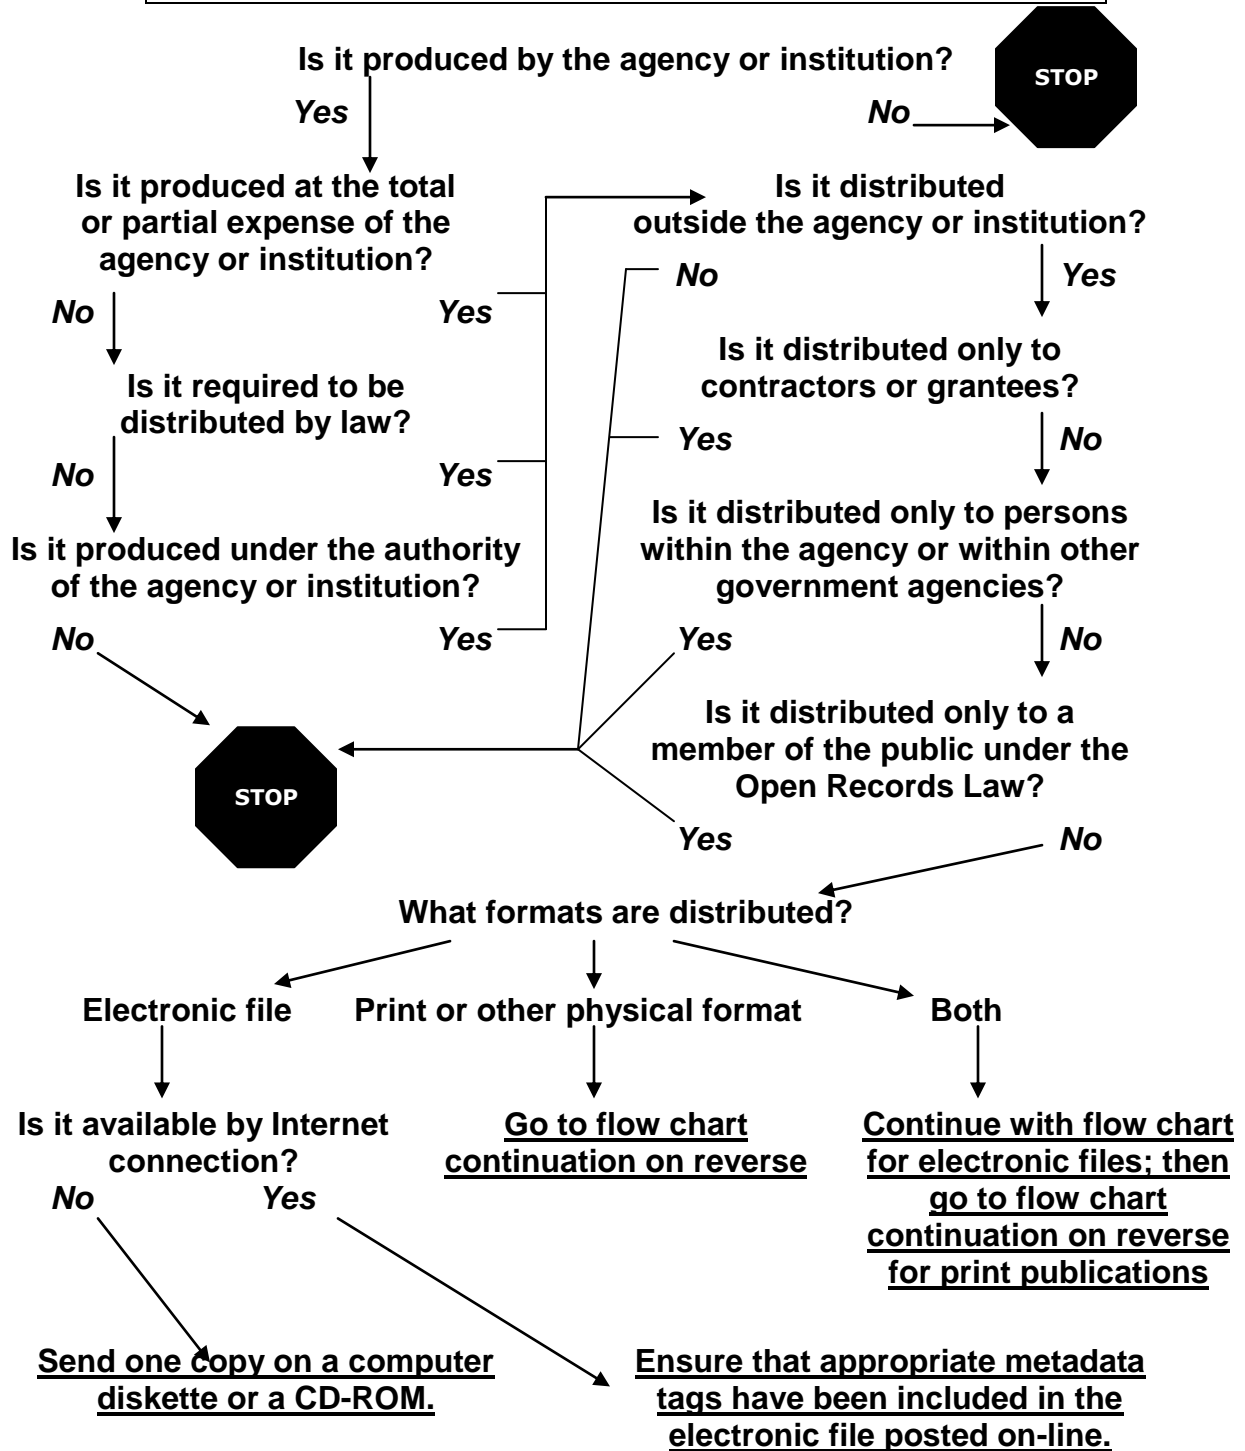 Is it produced by the agency or institution?
STOP
Yes
No
Is it produced at the total
or partial expense of the
agency or institution?
No
Yes
Is it required to be
distributed by law?
No
Yes
Is it produced under the authority
of the agency or institution?
No
Yes
STOP
Is it distributed
outside the agency or institution?
No
Yes
Is it distributed only to
contractors or grantees?
Yes
No
Is it distributed only to persons
within the agency or within other
government agencies?
Yes
No
Is it distributed only to a
member of the public under the
Open Records Law?
Yes
No
What formats are distributed?
Electronic file
Print or other physical format
Both
Is it available by Internet
connection?
No
Yes
Go to flow chart
continuation on reverse
Continue with flow chart
for electronic files; then
go to flow chart
continuation on reverse
for print publications
Send one copy on a computer
diskette or a CD-ROM.
Ensure that appropriate metadata
tags have been included in the
electronic file posted on-line.